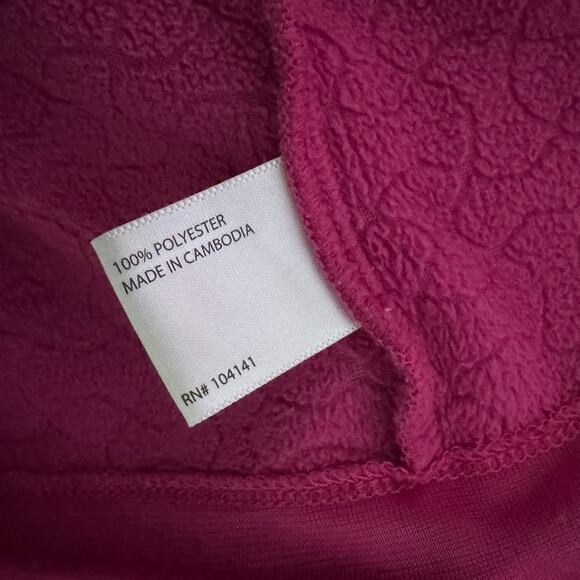 100% POLYESTER
MADE IN CAMBODIA
RN# 104141